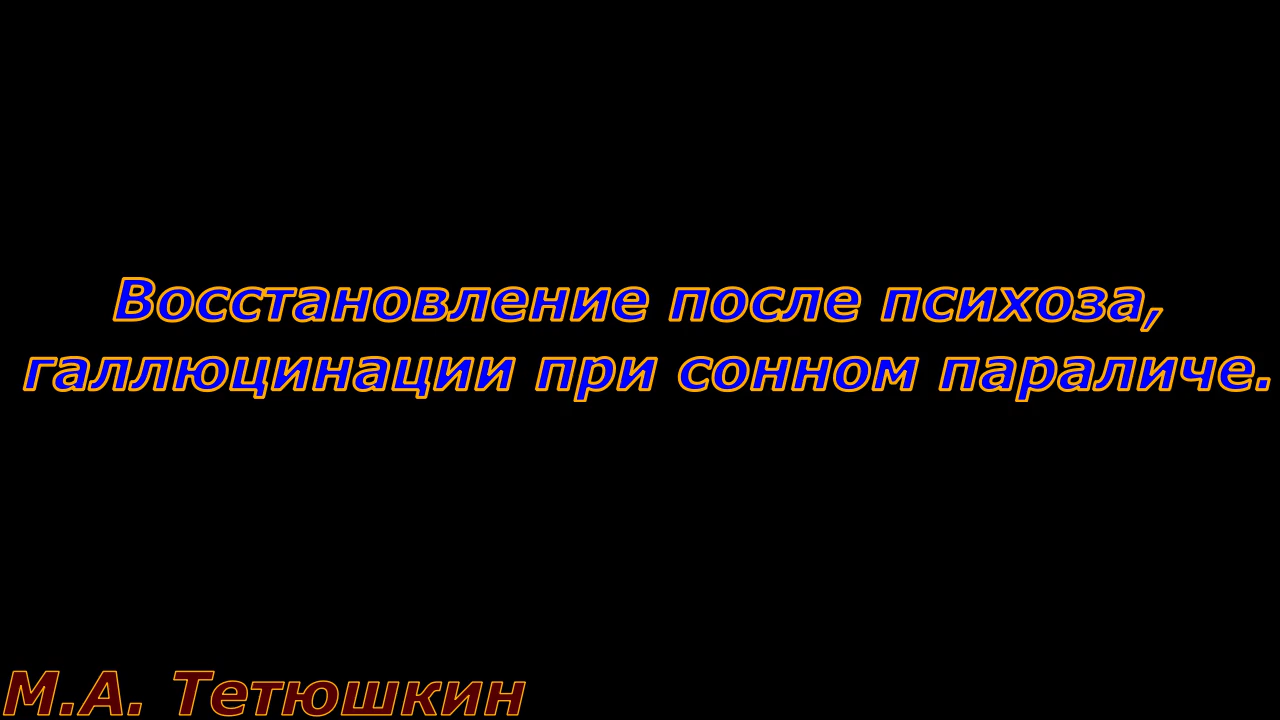 Восстановление после психоза,
галлюцинации при сонном параличе.
М.А. Тетюшкин